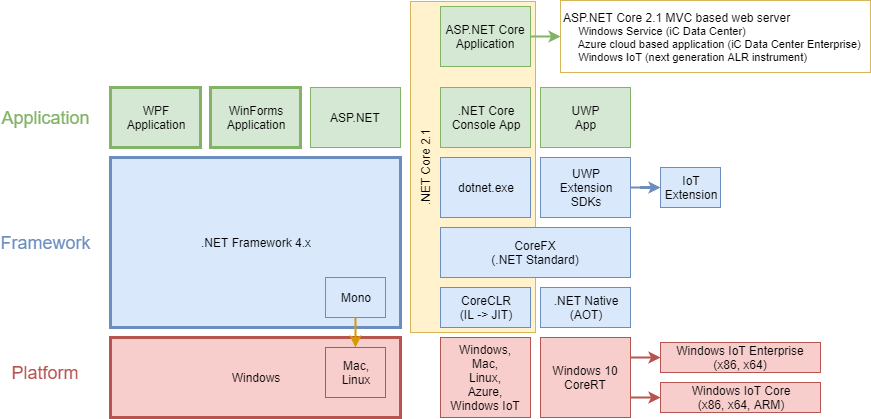 ASP.NET Core
Application
ASP.NET Core 2.1 MVC based web server
Windows Service (iC Data Center)
Azure cloud based application (iC Data Center Enterprise)
Windows IoT (next generation ALR instrument)
Application
WPF
Application
WinForms
Application
ASP.NET
.NET Core 2.1
.NET Core
Console App
UWP
App
Framework
.NET Framework 4.x
Mono
dotnet.exe
UWP
Extension
SDKs
IoT
Extension
CoreFX
(.NET Standard)
CoreCLR
(IL -> JIT)
.NET Native
(AOT)
Platform
Windows
Mac,
Linux
Windows,
Mac,
Linux,
Azure,
Windows IoT
Windows 10
CoreRT
Windows IoT Enterprise
(x86, x64)
Windows IoT Core
(x86, x64, ARM)